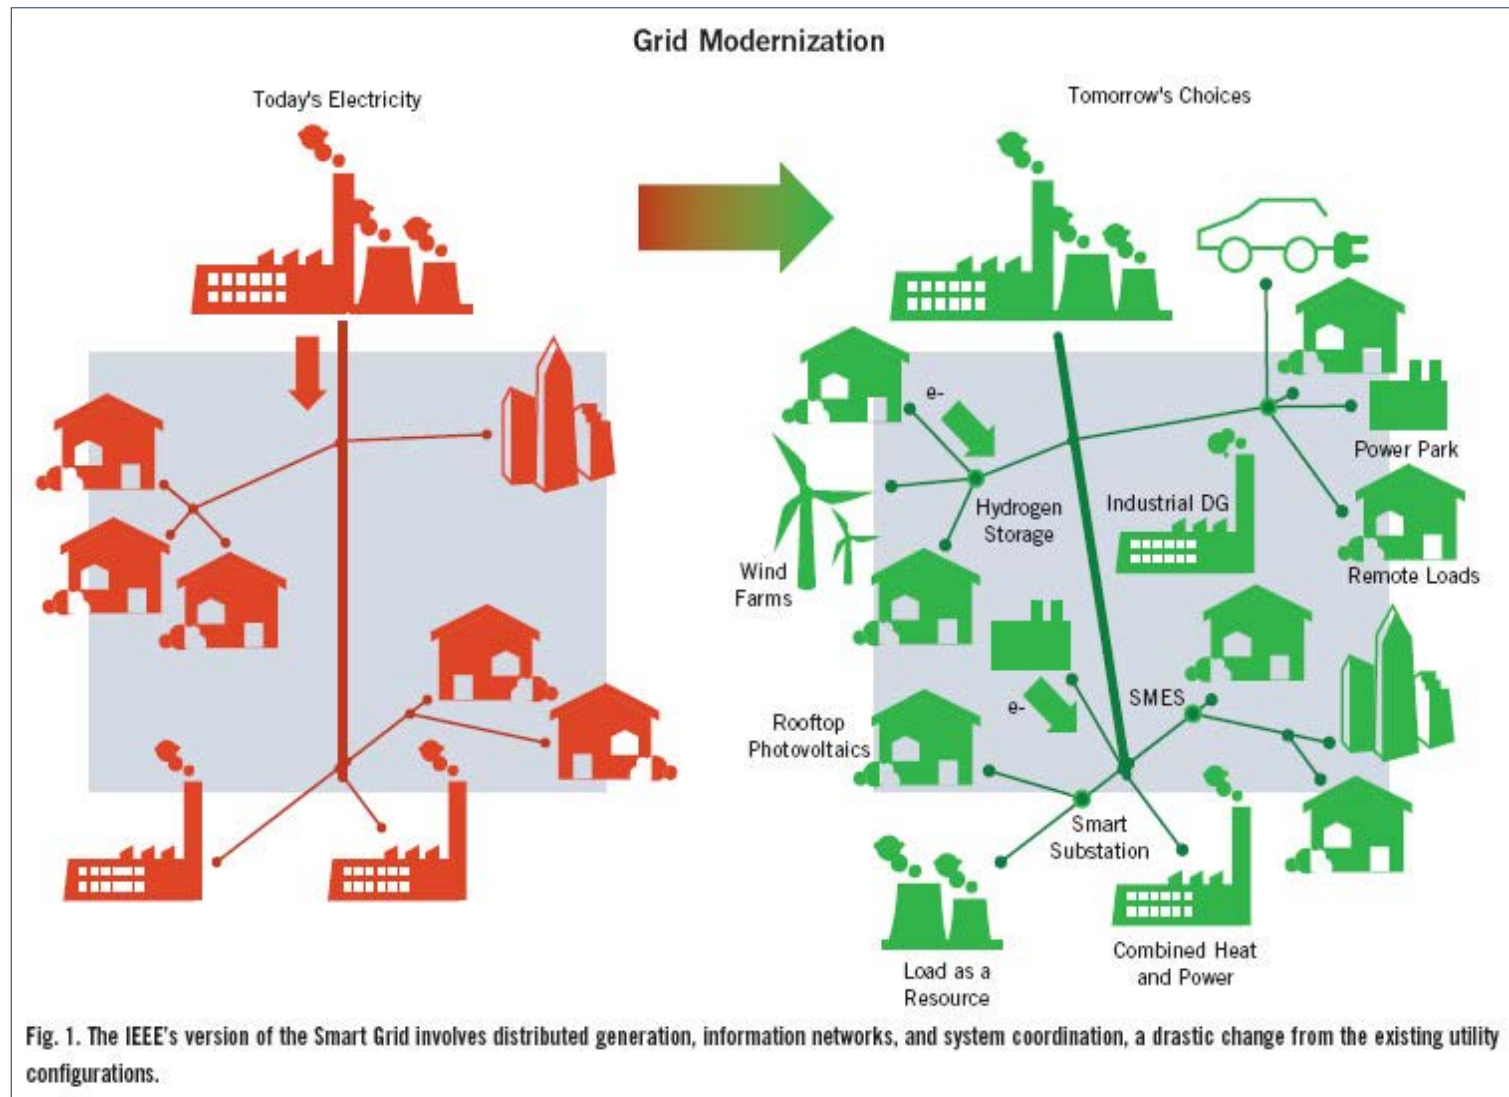 Grid Modernization
Today's Electricity
Tomorrow's Choices
e-
Power Park
Hydrogen
Storage
Industrial DG
Wind
Farms
Remote Loads
Rooftop
Photovoltaics
e-
SMES
Smart
Substation
Load as a
Resource
Combined Heat
and Power
Fig. 1. The IEEE's version of the Smart Grid involves distributed generation, information networks, and system coordination, a drastic change from the existing utility
configurations.